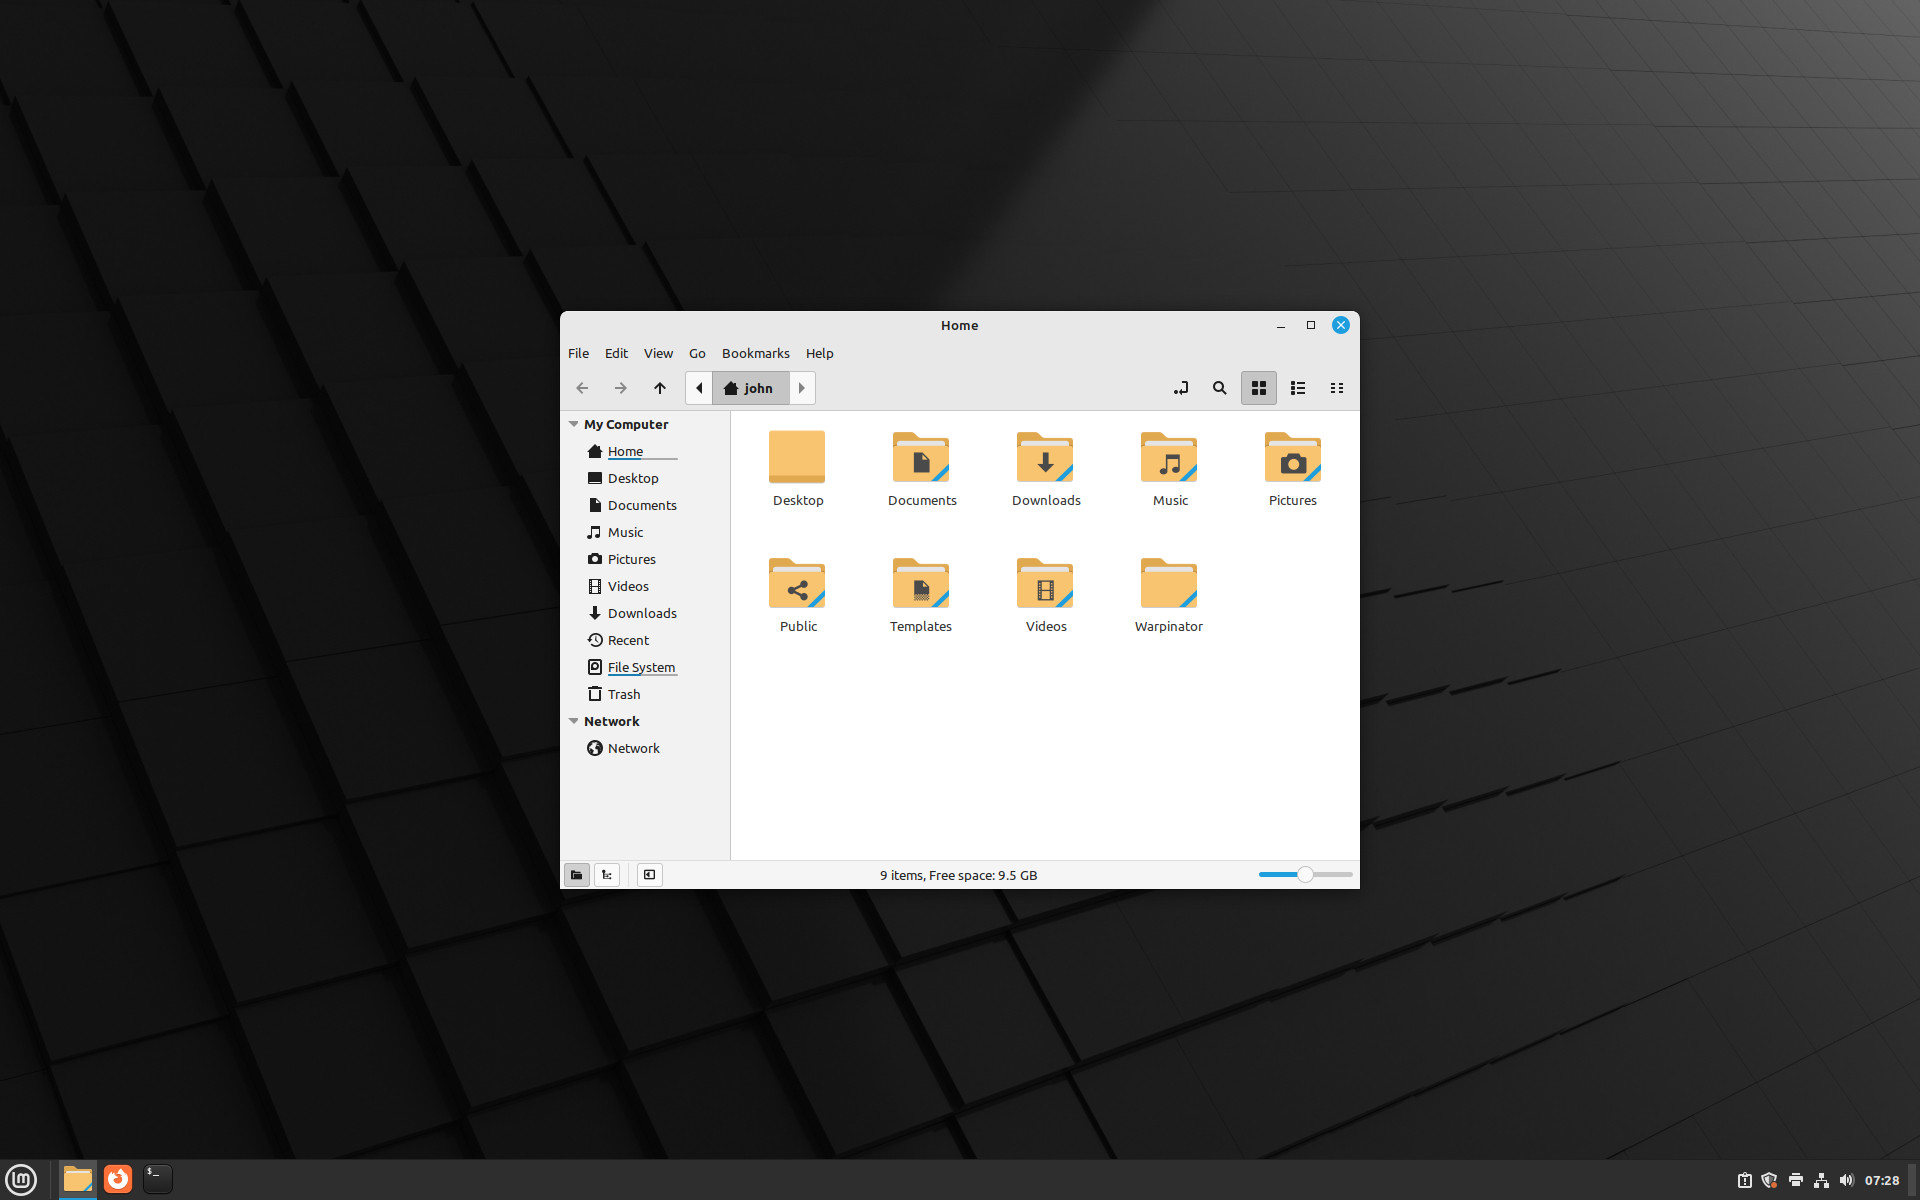 Home
File Edit View Go Bookmarks Help
john
My Computer
Home
Desktop
Documents
Music
Pictures
Videos
Downloads
Recent
File System
Trash
Network
Network
Desktop Documents Downloads Music Pictures
Public Templates Videos Warpinator
9 items, Free space: 9.5 GB
$_
07:28